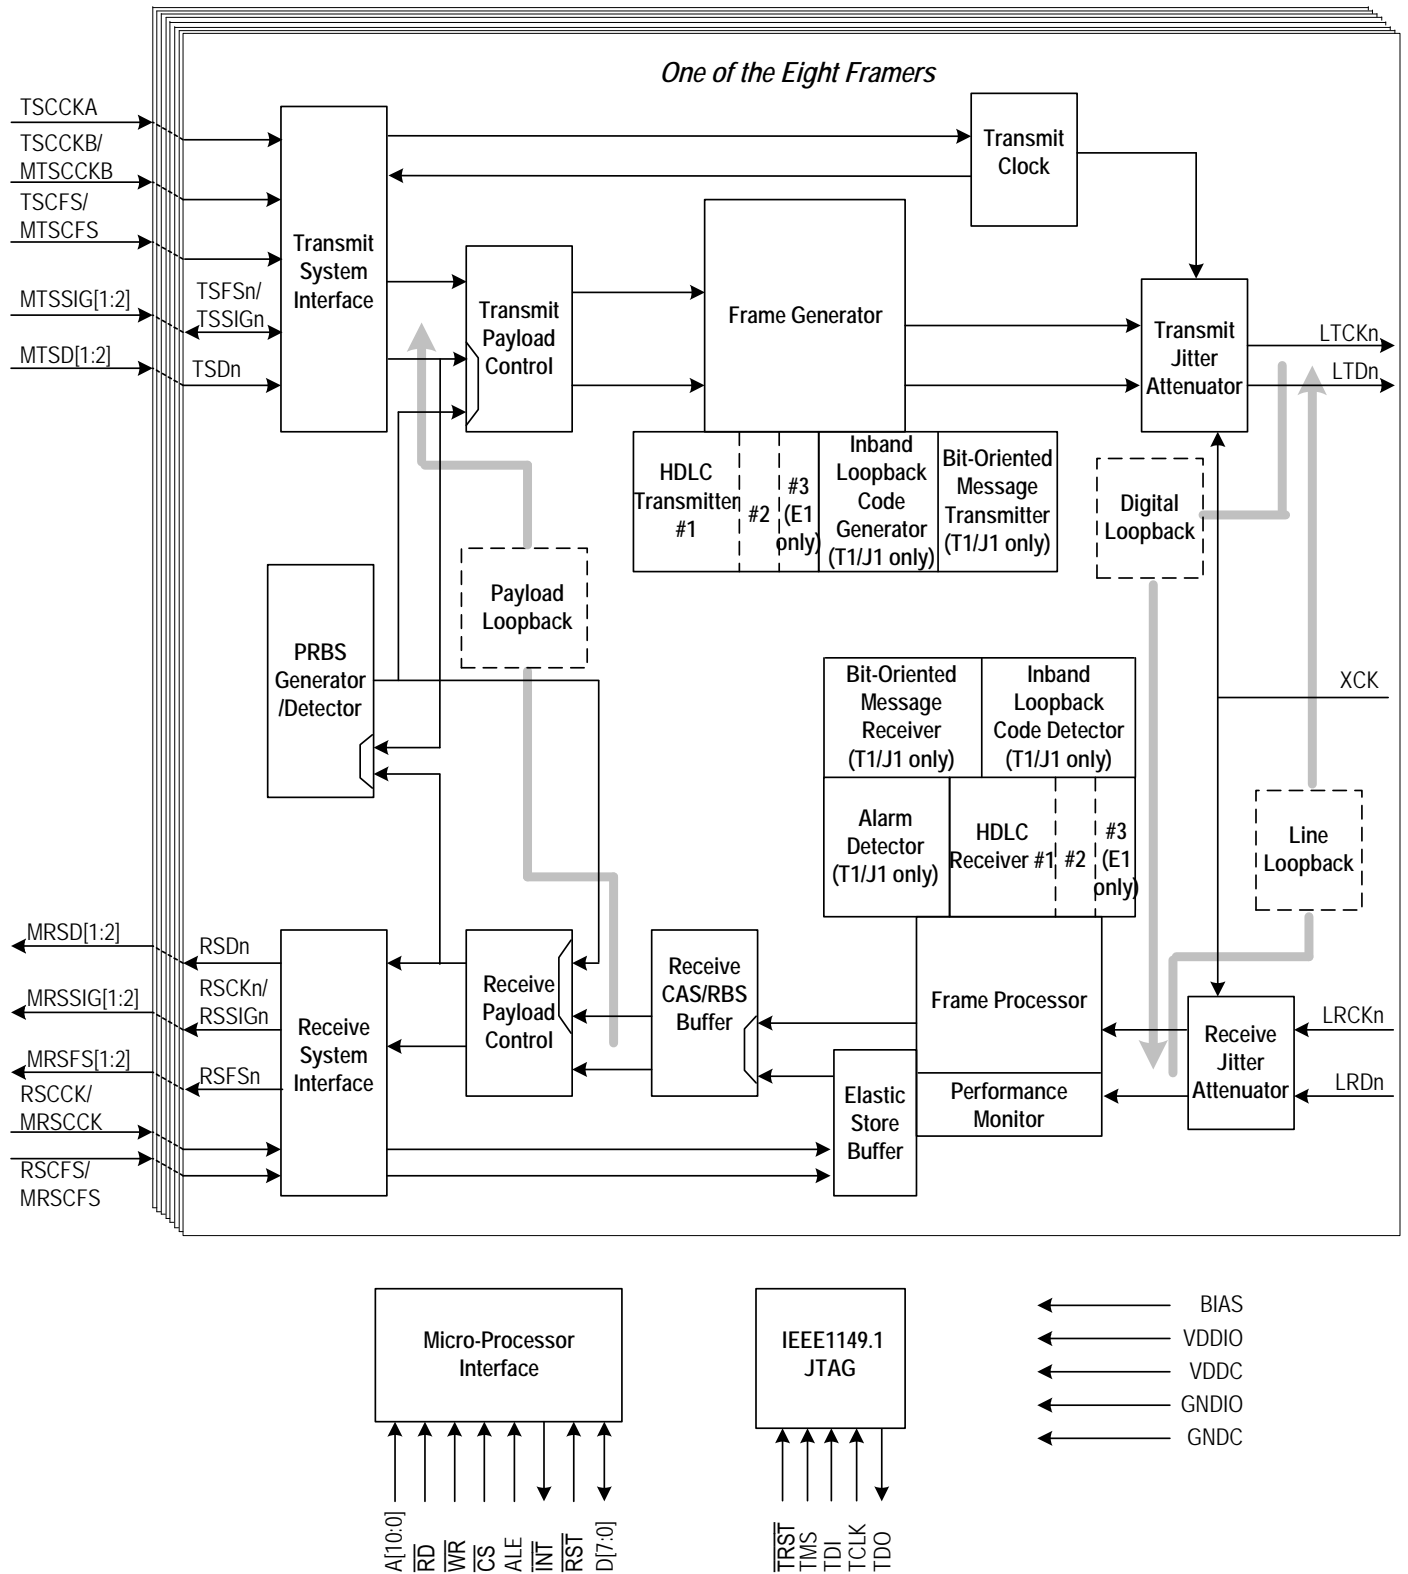 One of the Eight Framers
TSCCKA
TSCCKB/
MTSCCKB
TSCFS/
MTSCFS
MTSSIG[1:2]
MTSD[1:2]
TSFSn/
TSSIGn
TSDn
Transmit
System
Interface
Transmit
Payload
Control
Frame Generator
Transmit
Clock
Transmit
Jitter
Attenuator
LTCKn
LTDn
HDLC
Transmitter
#1
#2
#3
(E1
only)
Inband
Loopback
Code
Generator
(T1/J1 only)
Bit-Oriented
Message
Transmitter
(T1/J1 only)
Digital
Loopback
Payload
Loopback
PRBS
Generator
/Detector
Bit-Oriented
Message
Receiver
(T1/J1 only)
Inband
Loopback
Code Detector
(T1/J1 only)
XCK
Alarm
Detector
(T1/J1 only)
HDLC
Receiver #1
#2
#3
(E1
only)
Line
Loopback
MRSD[1:2]
MRSSIG[1:2]
MRSFS[1:2]
RSCCK/
MRSCCK
RSCFS/
MRSCFS
RSDn
RSCKn/
RSSIGn
RSFSn
Receive
System
Interface
Receive
Payload
Control
Receive
CAS/RBS
Buffer
Frame Processor
Elastic
Store
Buffer
Performance
Monitor
Receive
Jitter
Attenuator
LRCKn
LRDn
Micro-Processor
Interface
A[10:0]
RD
WR
CS
ALE
INT
RST
D[7:0]
IEEE1149.1
JTAG
TRST
TMS
TDI
TCLK
TDO
BIAS
VDDIO
VDDC
GNDIO
GNDC